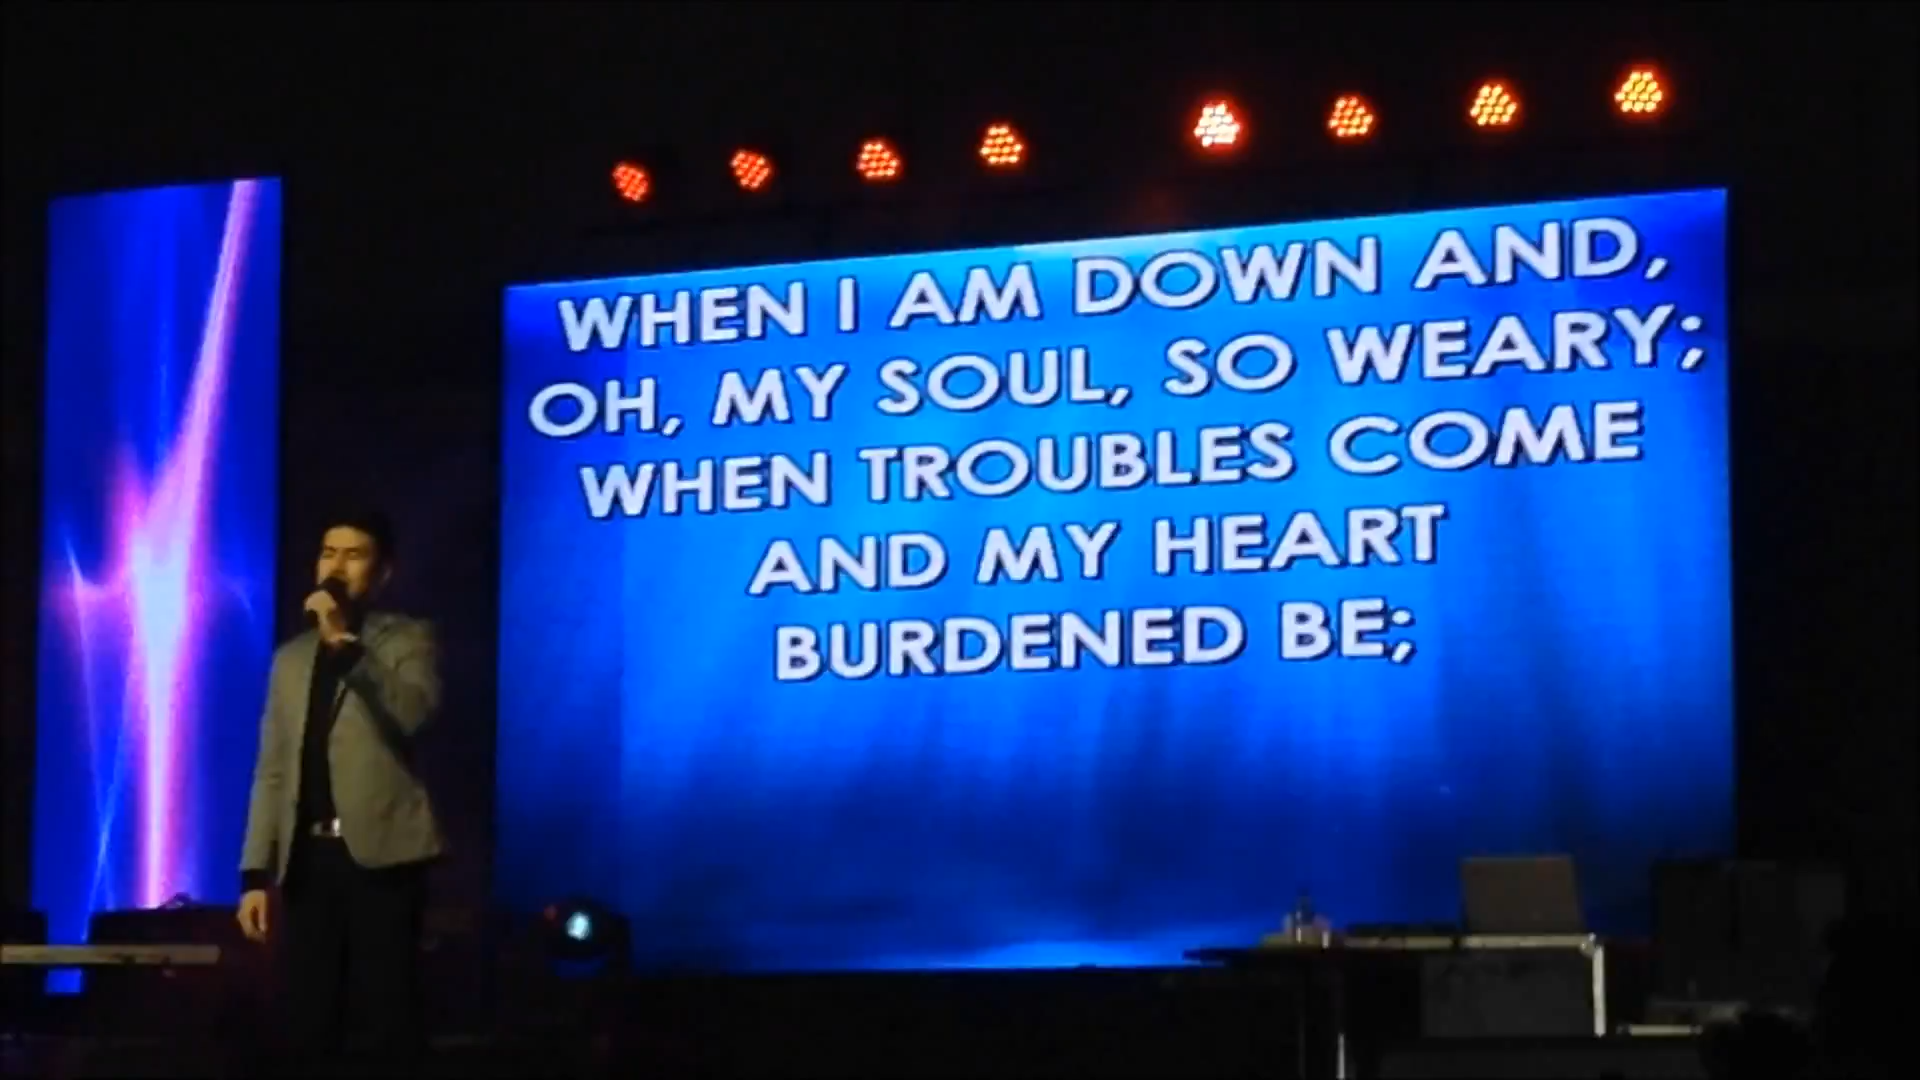 WHEN I AM DOWN AND,
OH, MY SOUL, SO WEARY;
WHEN TROUBLES COME
AND MY HEART
BURDENED BE;